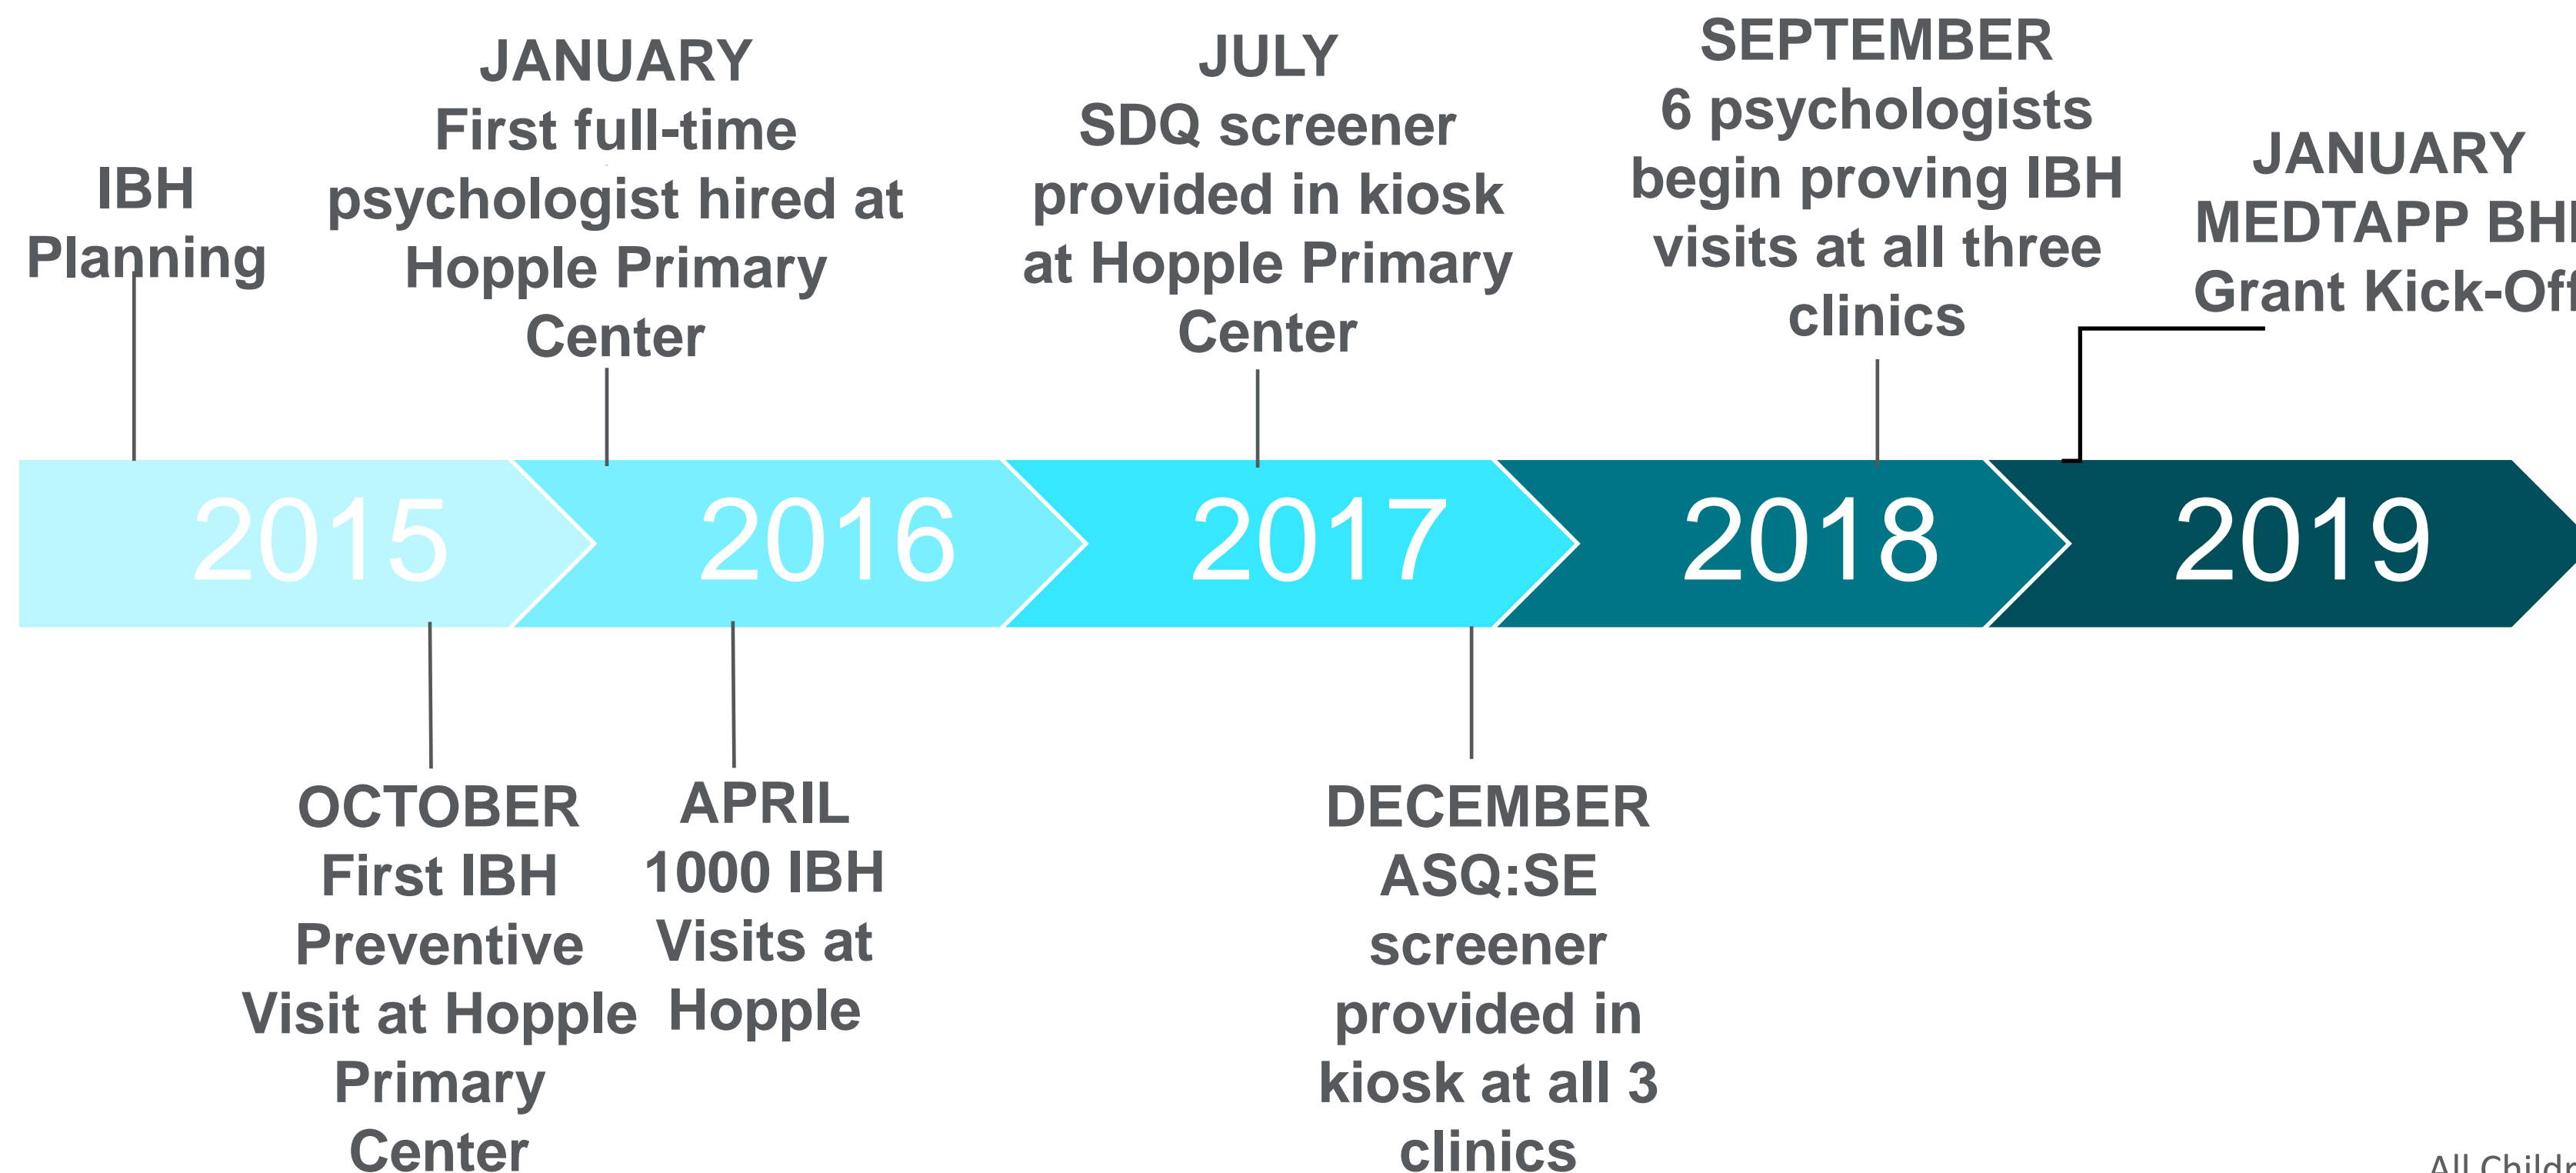 IBH
Planning
JANUARY
First full-time
psychologist hired at
Hopple Primary
Center
JULY
SDQ screener
provided in kiosk
at Hopple Primary
Center
SEPTEMBER
6 psychologists
begin proving IBH
visits at all three
clinics
JANUARY
MEDTAPP BHI
Grant Kick-Off
2015
2016
2017
2018
2019
OCTOBER
First IBH
Preventive
Visit at Hopple
Primary
Center
APRIL
1000 IBH
Visits at
Hopple
DECEMBER
ASQ:SE
screener
provided in
kiosk at all 3
clinics
All